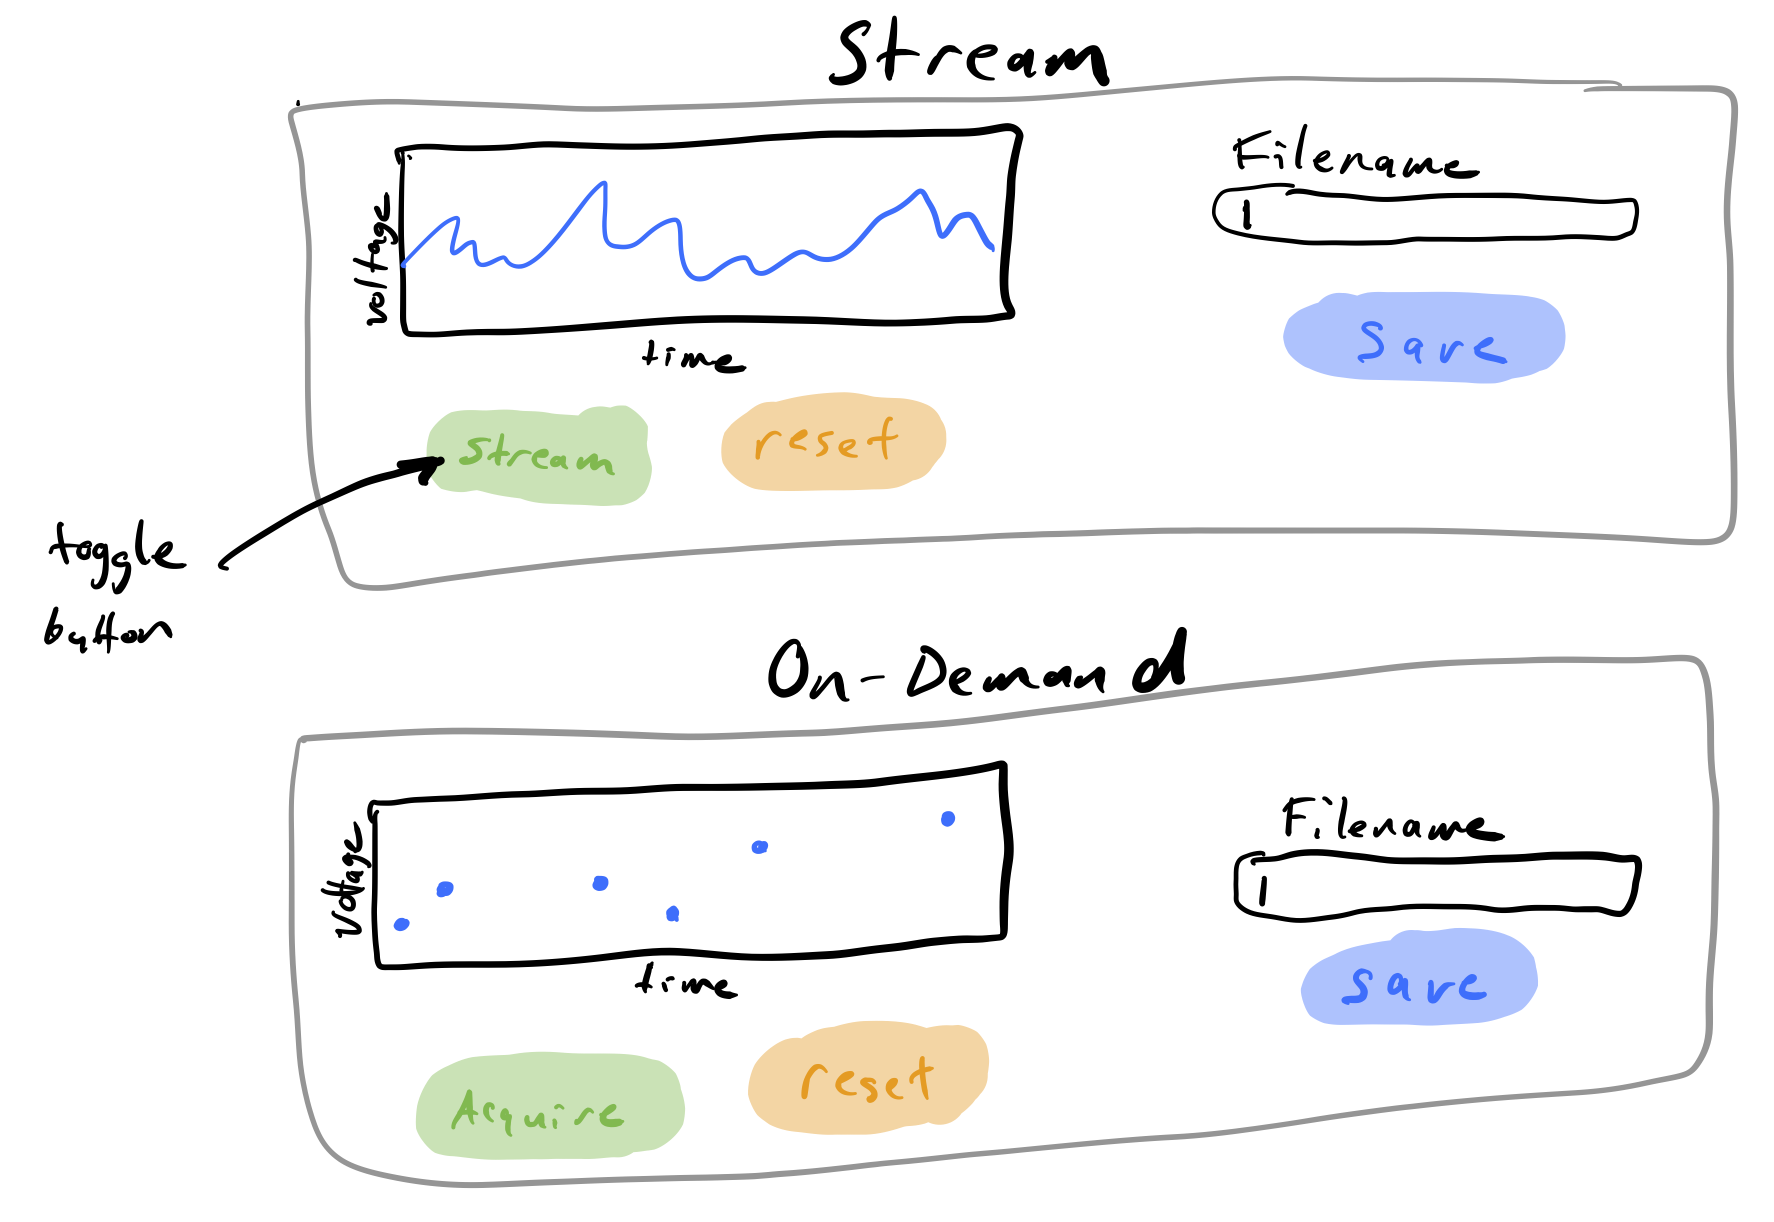 Stream
Filename
voltage
Save
time
stream
reset
toggle
button
On-Demand
Filename
voltage
save
time
Acquire
reset